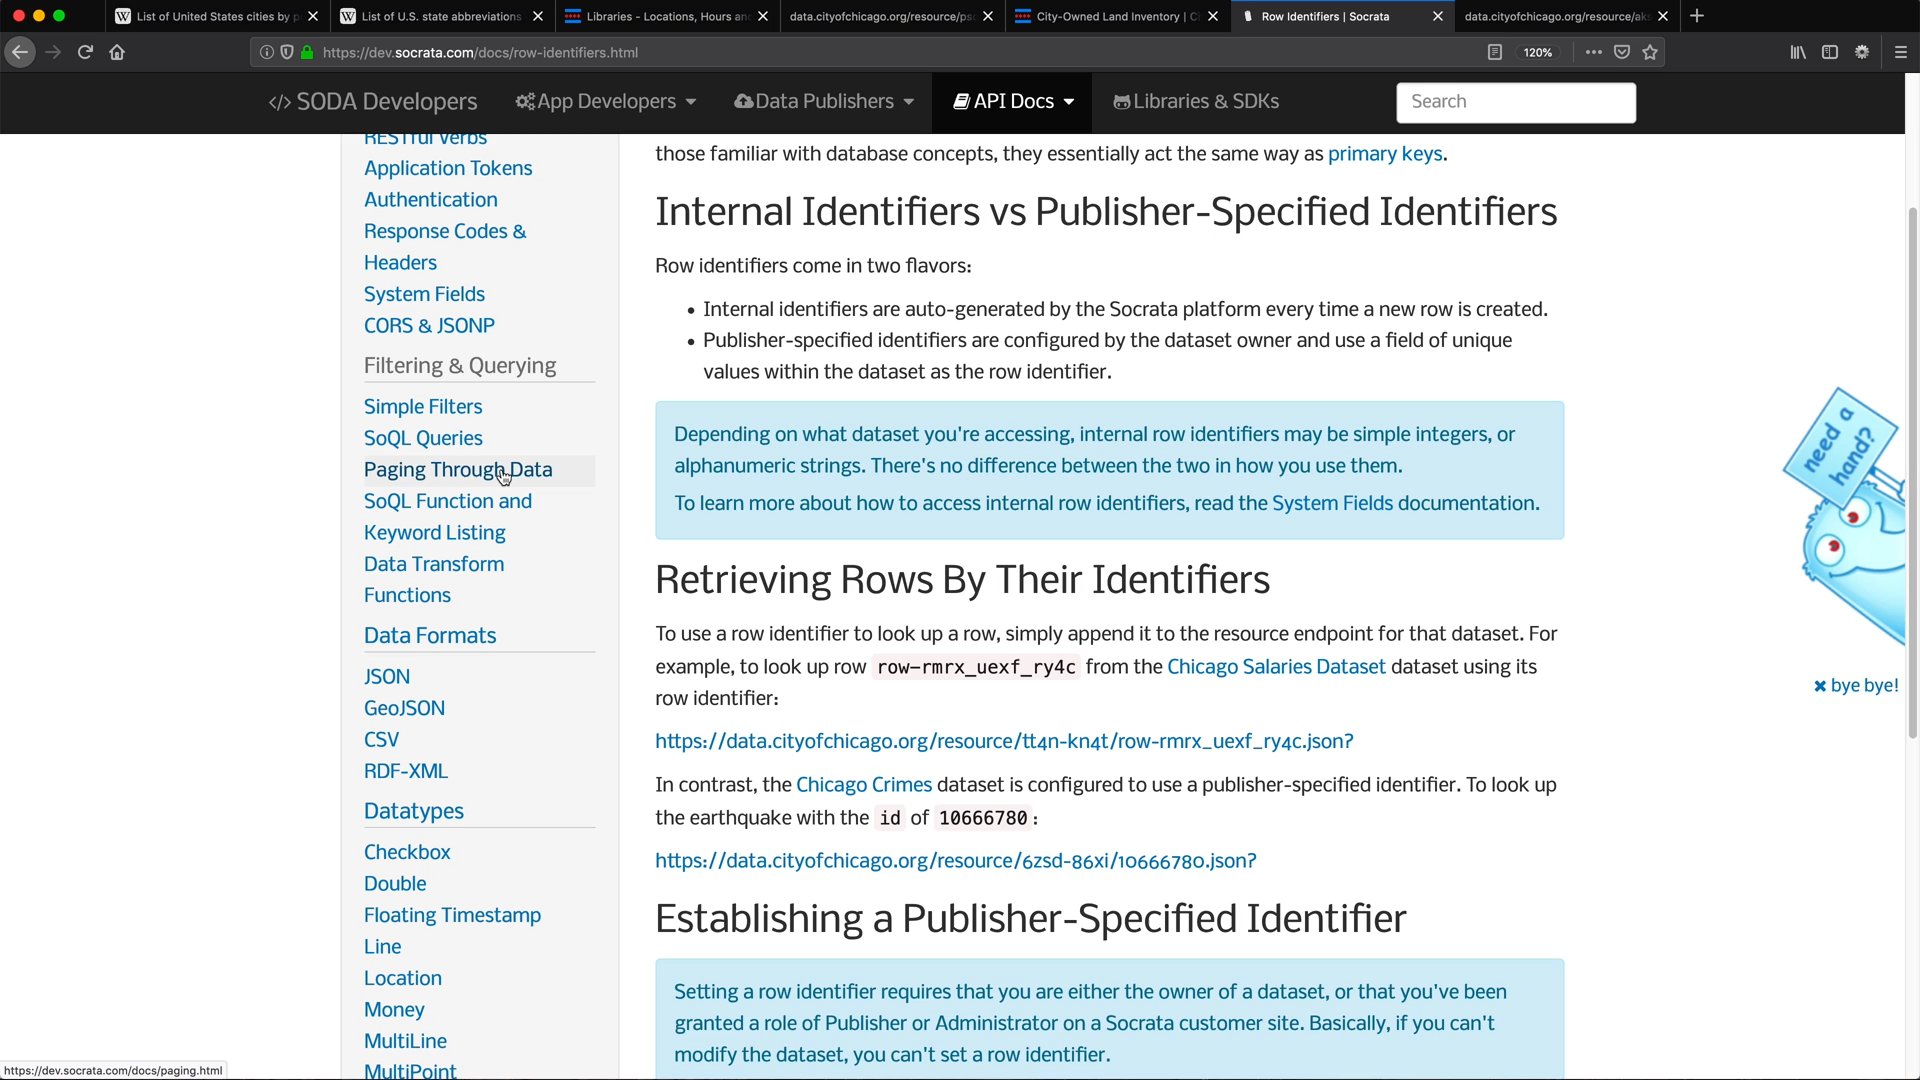 List of United States cities by p
List of U.S. state abbreviations
Libraries - Locations, Hours an
data.cityofchicago.org/resource/ps
City-Owned Land Inventory | C
Row Identifiers | Socrata
data.cityofchicago.org/resource/ak
https://dev.socrata.com/docs/row-identifiers.html
120%
</> SODA Developers
App Developers
Data Publishers
API Docs
Libraries & SDKs
Search
RESTful Verbs
Application Tokens
Authentication
Response Codes &
Headers
System Fields
CORS & JSONP
Filtering & Querying
Simple Filters
SoQL Queries
Paging Through Data
SoQL Function and
Keyword Listing
Data Transform
Functions
Data Formats
JSON
GeoJSON
CSV
RDF-XML
Datatypes
Checkbox
Double
Floating Timestamp
Line
Location
Money
MultiLine
MultiPoint
those familiar with database concepts, they essentially act the same way as primary keys.
Internal Identifiers vs Publisher-Specified Identifiers
Row identifiers come in two flavors:
• Internal identifiers are auto-generated by the Socrata platform every time a new row is created.
• Publisher-specified identifiers are configured by the dataset owner and use a field of unique
values within the dataset as the row identifier.
Depending on what dataset you're accessing, internal row identifiers may be simple integers, or
alphanumeric strings. There's no difference between the two in how you use them.
To learn more about how to access internal row identifiers, read the System Fields documentation.
Retrieving Rows By Their Identifiers
To use a row identifier to look up a row, simply append it to the resource endpoint for that dataset. For
example, to look up row row-rmrx_uexf_ry4c from the Chicago Salaries Dataset dataset using its
row identifier:
https://data.cityofchicago.org/resource/tt4n-kn4t/row-rmrx_uexf_ry4c.json?
In contrast, the Chicago Crimes dataset is configured to use a publisher-specified identifier. To look up
the earthquake with the id of 10666780:
https://data.cityofchicago.org/resource/6zsd-86xi/10666780.json?
Establishing a Publisher-Specified Identifier
Setting a row identifier requires that you are either the owner of a dataset, or that you've been
granted a role of Publisher or Administrator on a Socrata customer site. Basically, if you can't
modify the dataset, you can't set a row identifier.
need a
hand?
bye bye!
https://dev.socrata.com/docs/paging.html